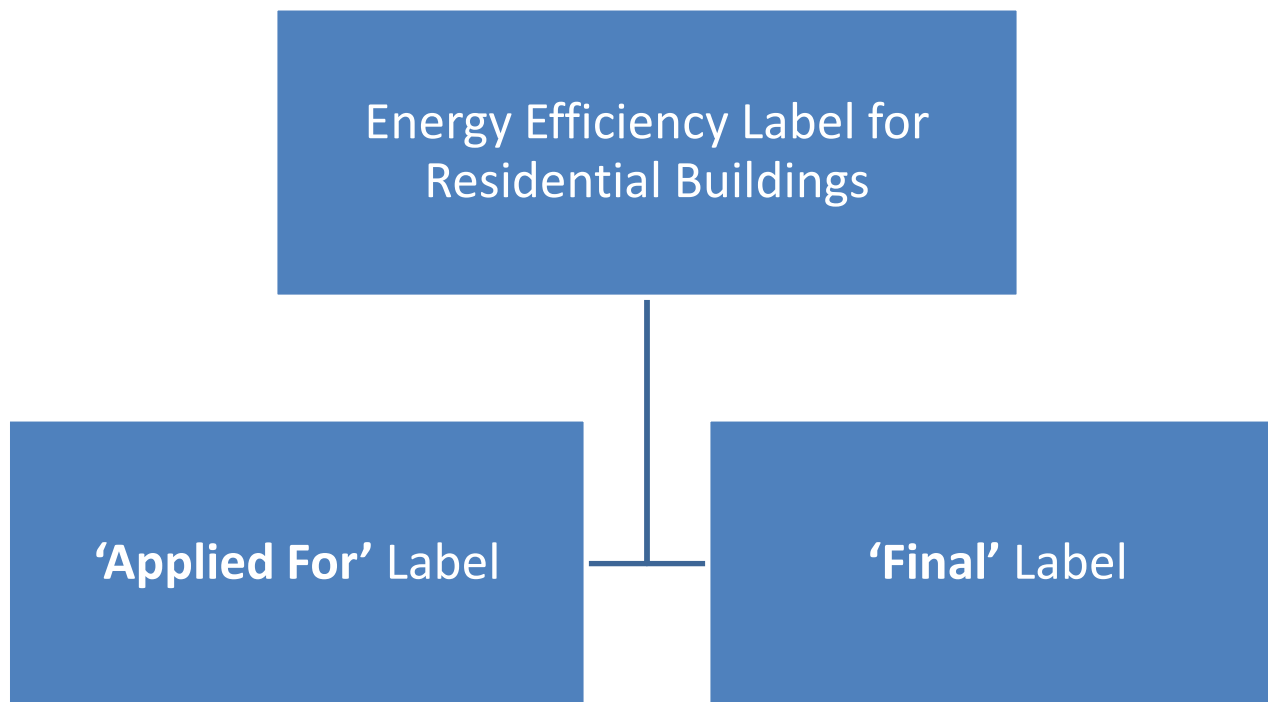 Energy Efficiency Label for
Residential Buildings
‘Applied For’ Label
‘Final’ Label